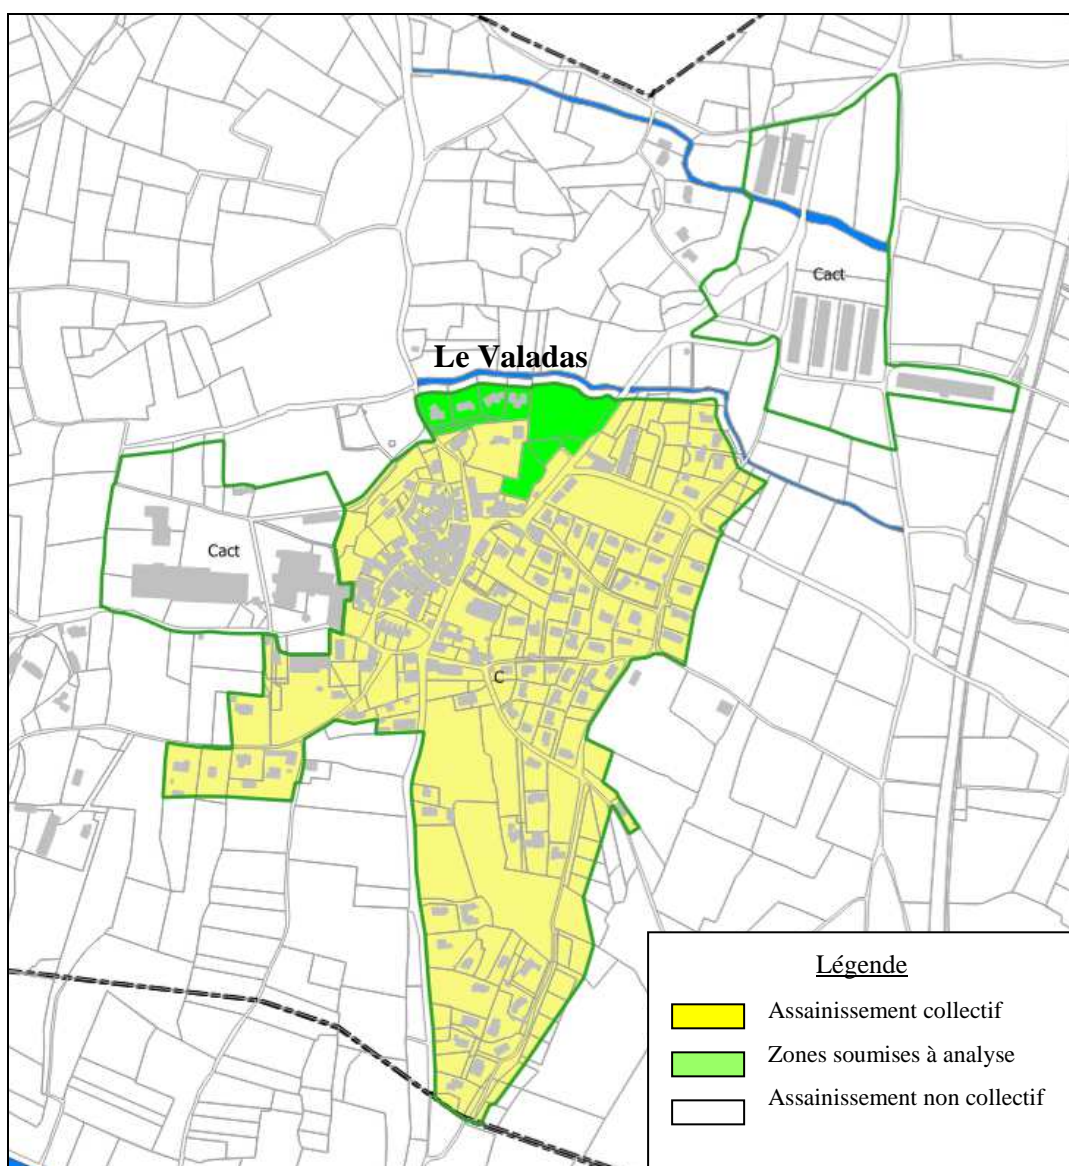 Cact
Le Valadas
Cact
C
Légende
Assainissement collectif
Zones soumises à analyse
Assainissement non collectif